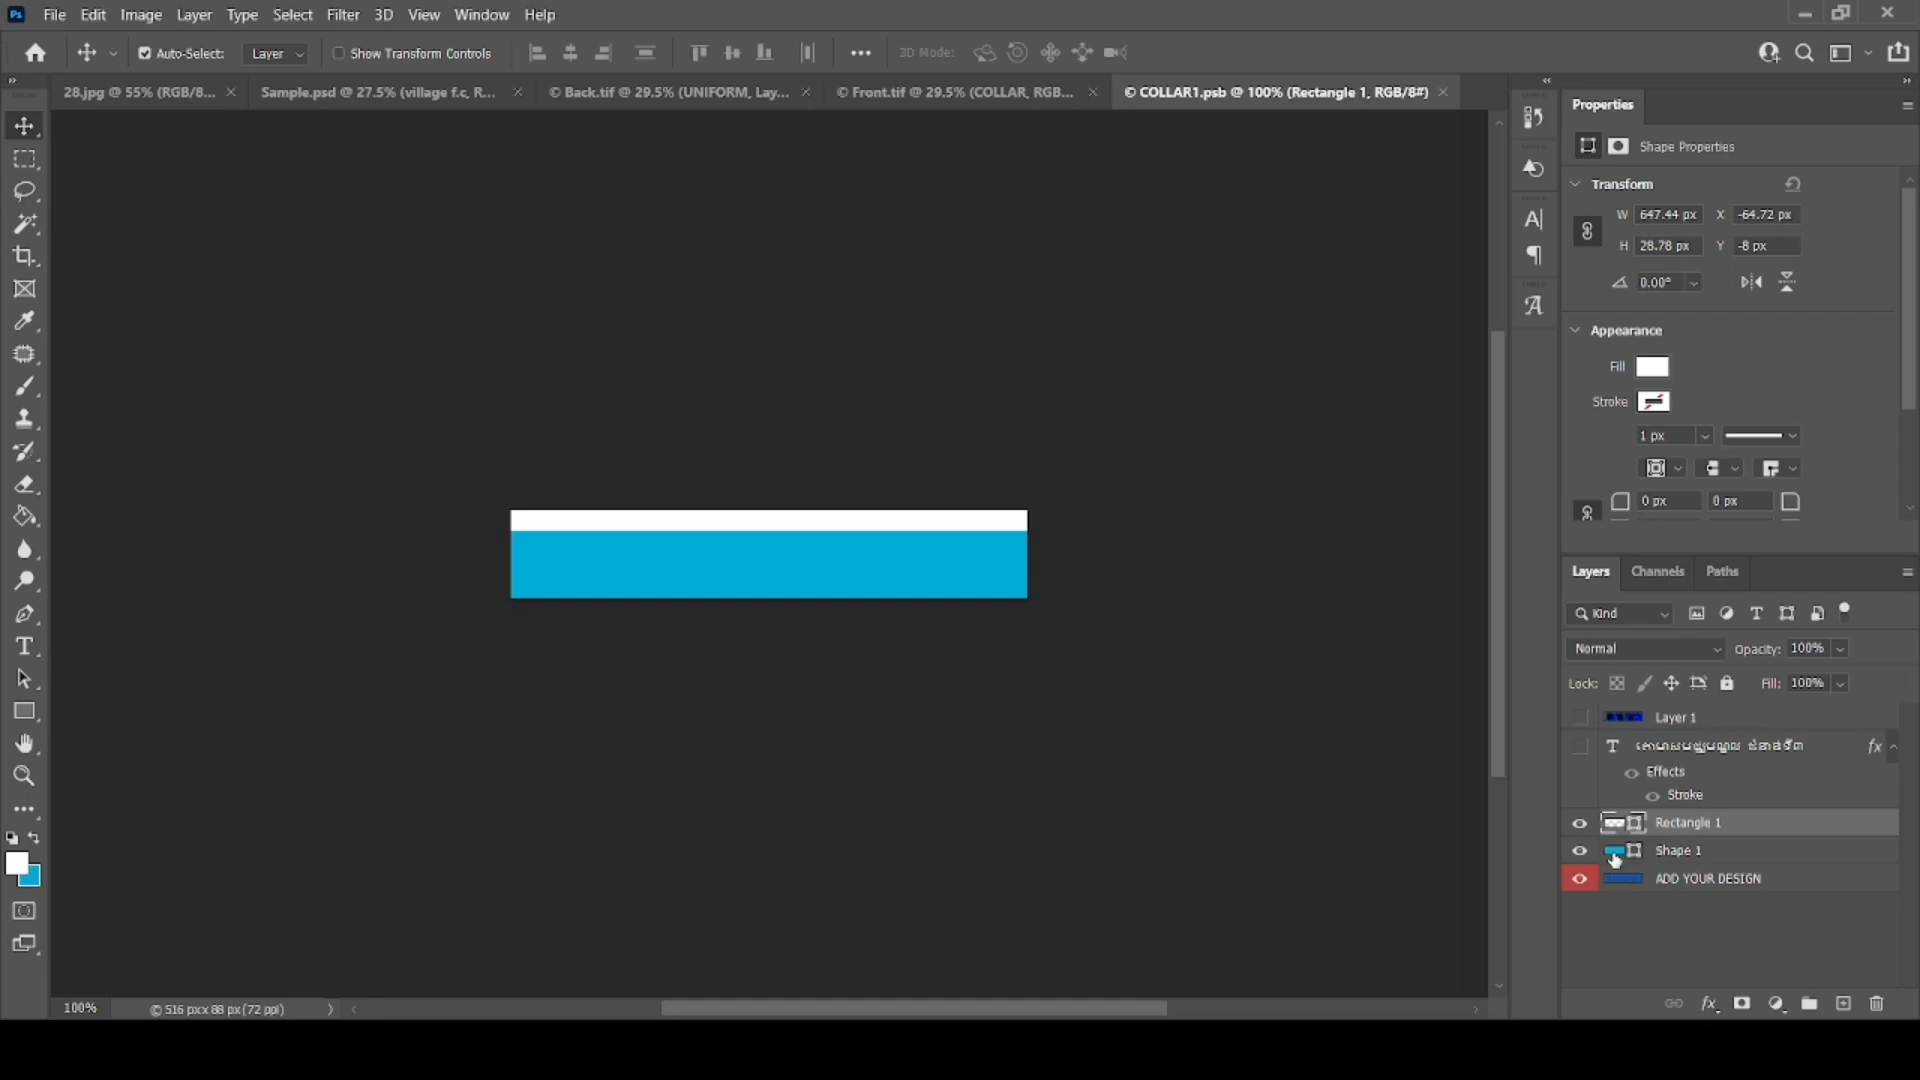 Ps File Edit Image Layer Type Select Filter 3D View Window Help
Auto-Select: Layer Show Transform Controls 3D Mode:
28.jpg @ 55% (RGB/8... Sample.psd @ 27.5% (village f.c, R... © Back.tif @ 29.5% (UNIFORM, Lay... © Front.tif @ 29.5% (COLLAR, RGB... © COLLAR1.psb @ 100% (Rectangle 1, RGB/8#)
Properties
Shape Properties
Transform
W 647.44 px X -64.72 px
H 28.78 px Y -8 px
0.00°
Appearance
Fill
Stroke
1 px
0 px 0 px
Layers Channels Paths
Kind
Normal Opacity: 100%
Lock: Fill: 100%
Layer 1
fx
Effects
Stroke
Rectangle 1
Shape 1
ADD YOUR DESIGN
100% © 516 px x 88 px (72 ppi)
fx